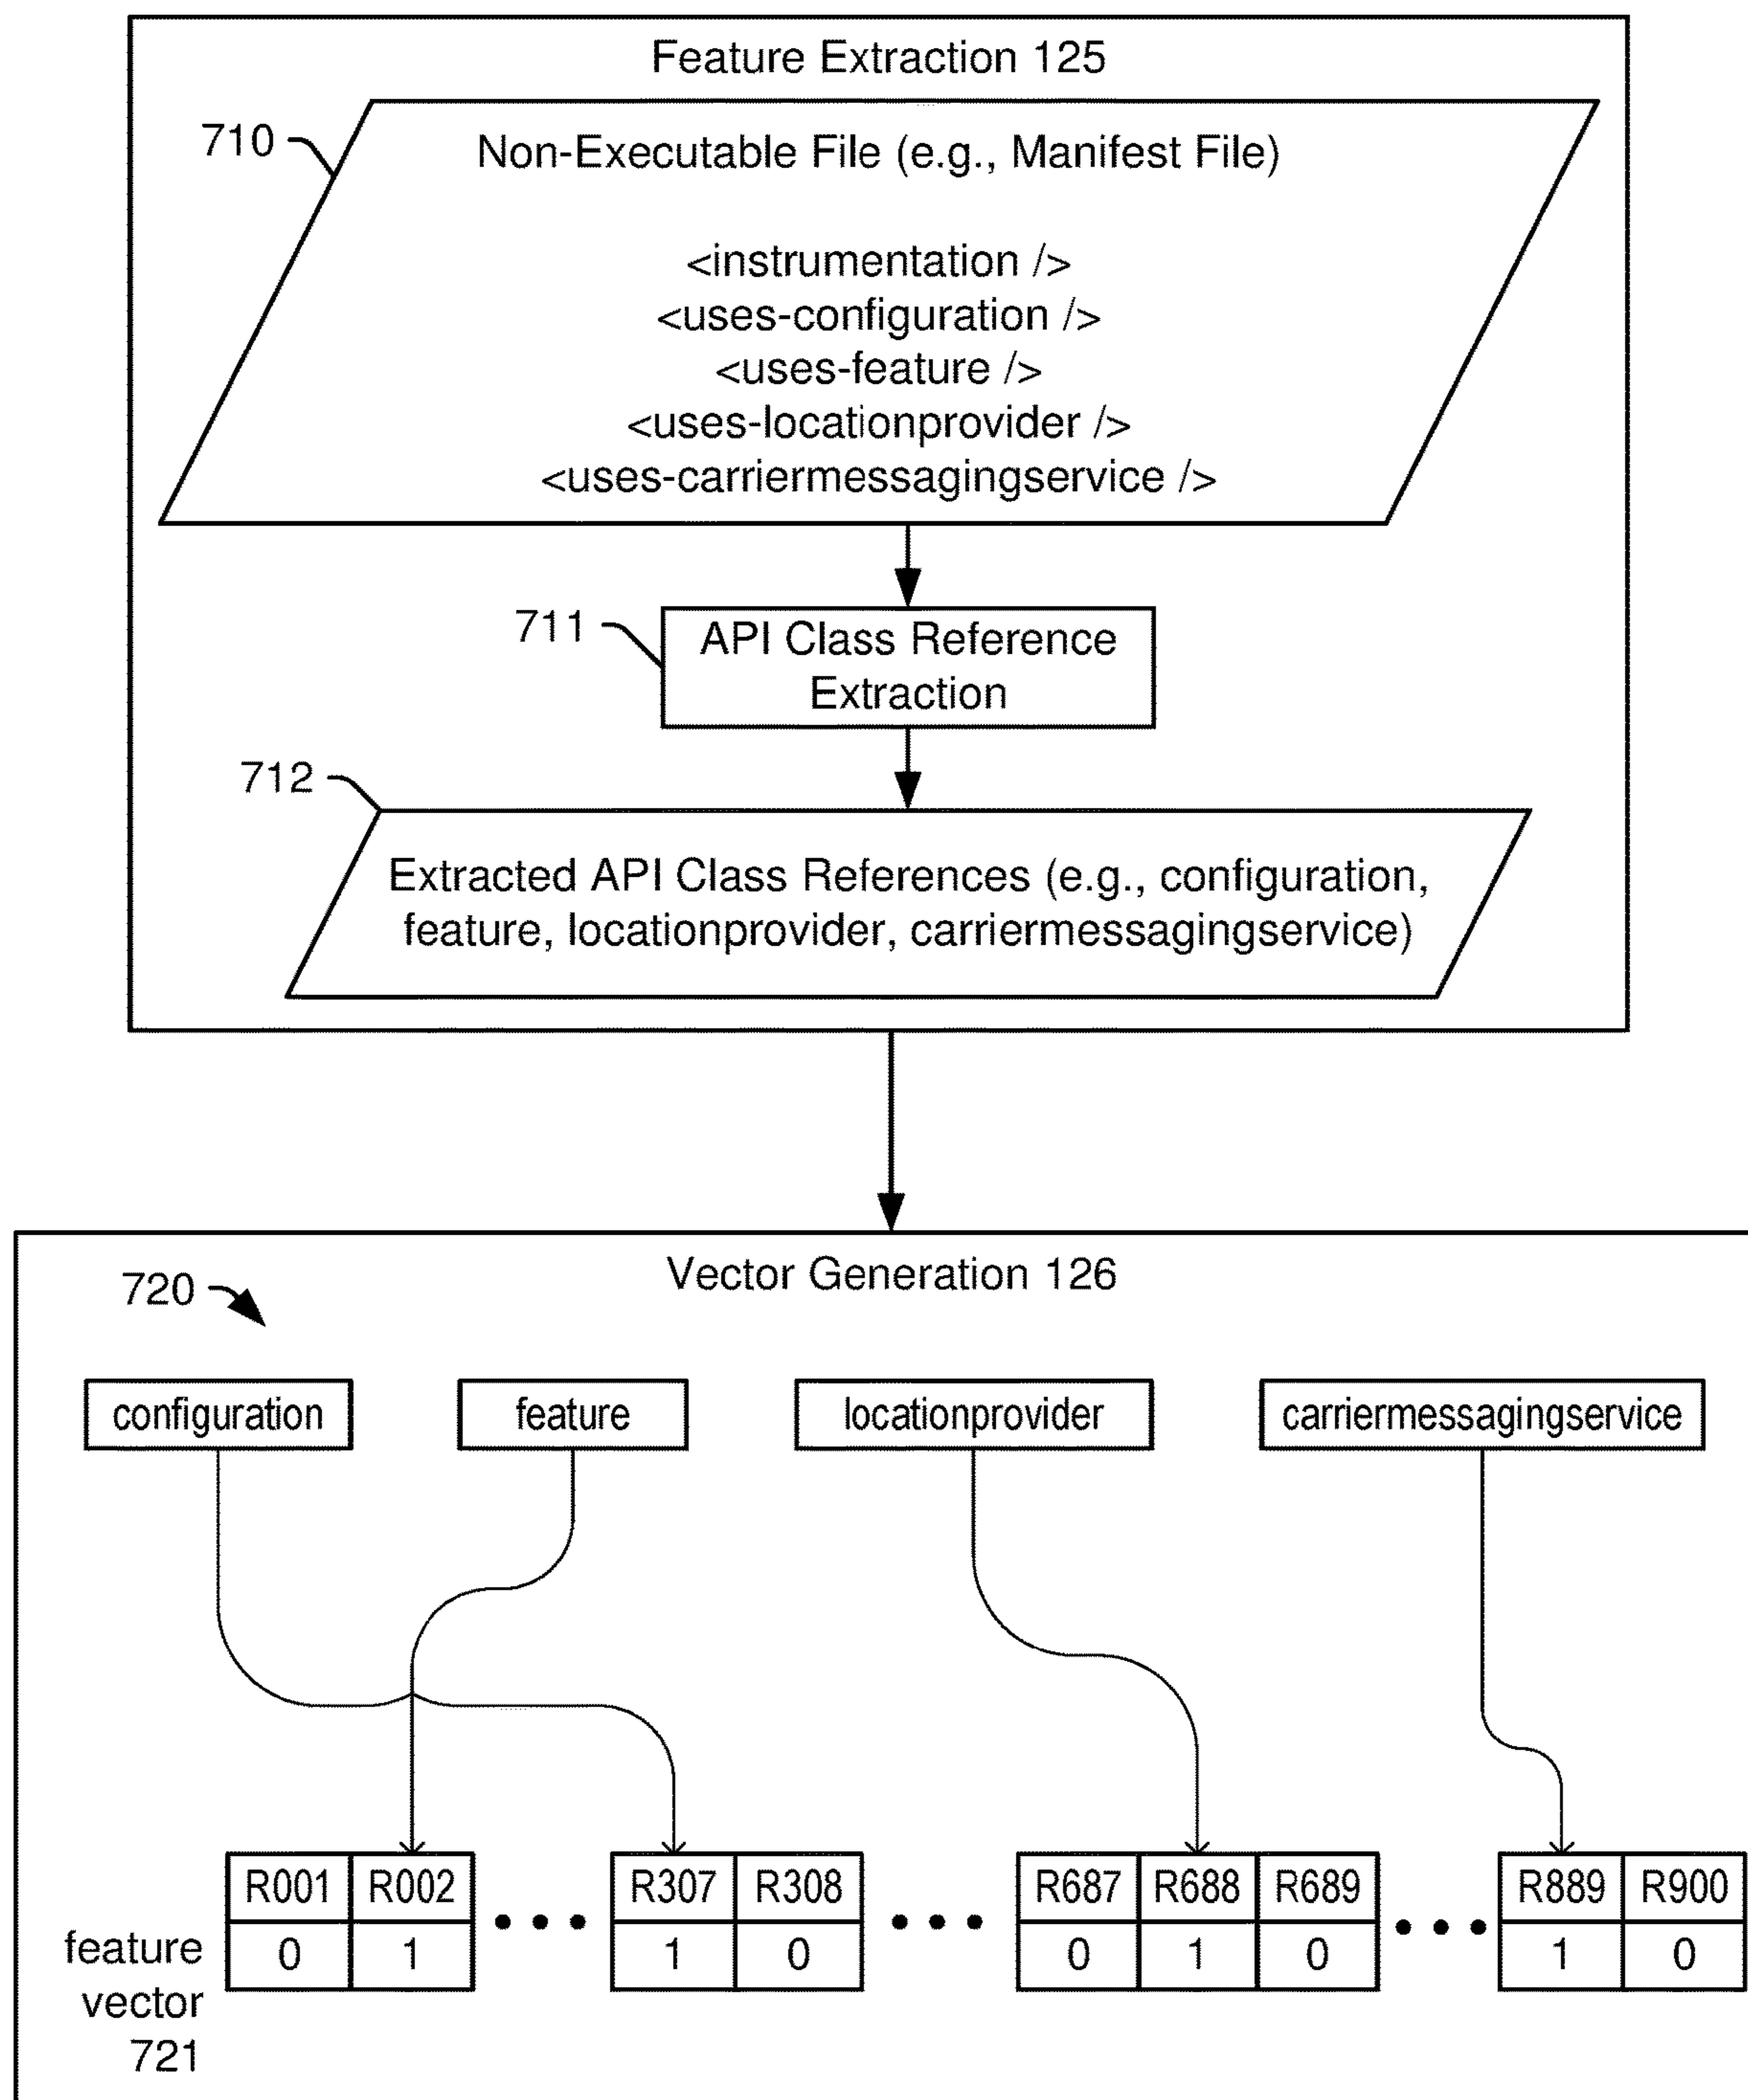 Feature Extraction 125
710
Non-Executable File (e.g., Manifest File)
<instrumentation />
<uses-configuration />
<uses-feature />
<uses-locationprovider />
<uses-carriermessagingservice />
711
API Class Reference
Extraction
712
Extracted API Class References (e.g., configuration,
feature, locationprovider, carriermessagingservice)
Vector Generation 126
720
configuration feature locationprovider carriermessagingservice
R001 R002 R307 R308 R687 R688 R689 R889 R900
0 1 1 0 0 1 0 1 0
feature
vector
721